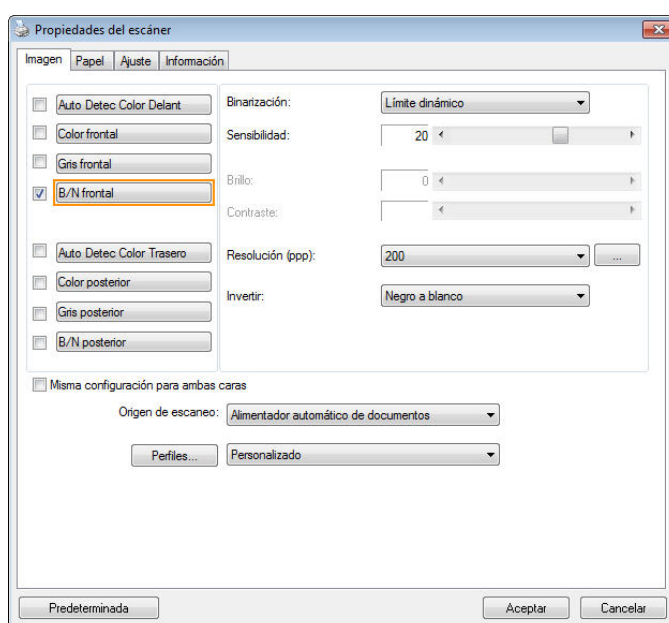 Propiedades del escáner
Imagen Papel Ajuste Información
Auto Detec Color Delant
Color frontal
Gris frontal
B/N frontal
Auto Detec Color Trasero
Color posterior
Gris posterior
B/N posterior
Binarización: Límite dinámico
Sensibilidad: 20
Brillo: 0
Contraste:
Resolución (ppp): 200 ...
Invertir: Negro a blanco
Misma configuración para ambas caras
Origen de escaneo: Alimentador automático de documentos
Perfiles... Personalizado
Predeterminada Aceptar Cancelar